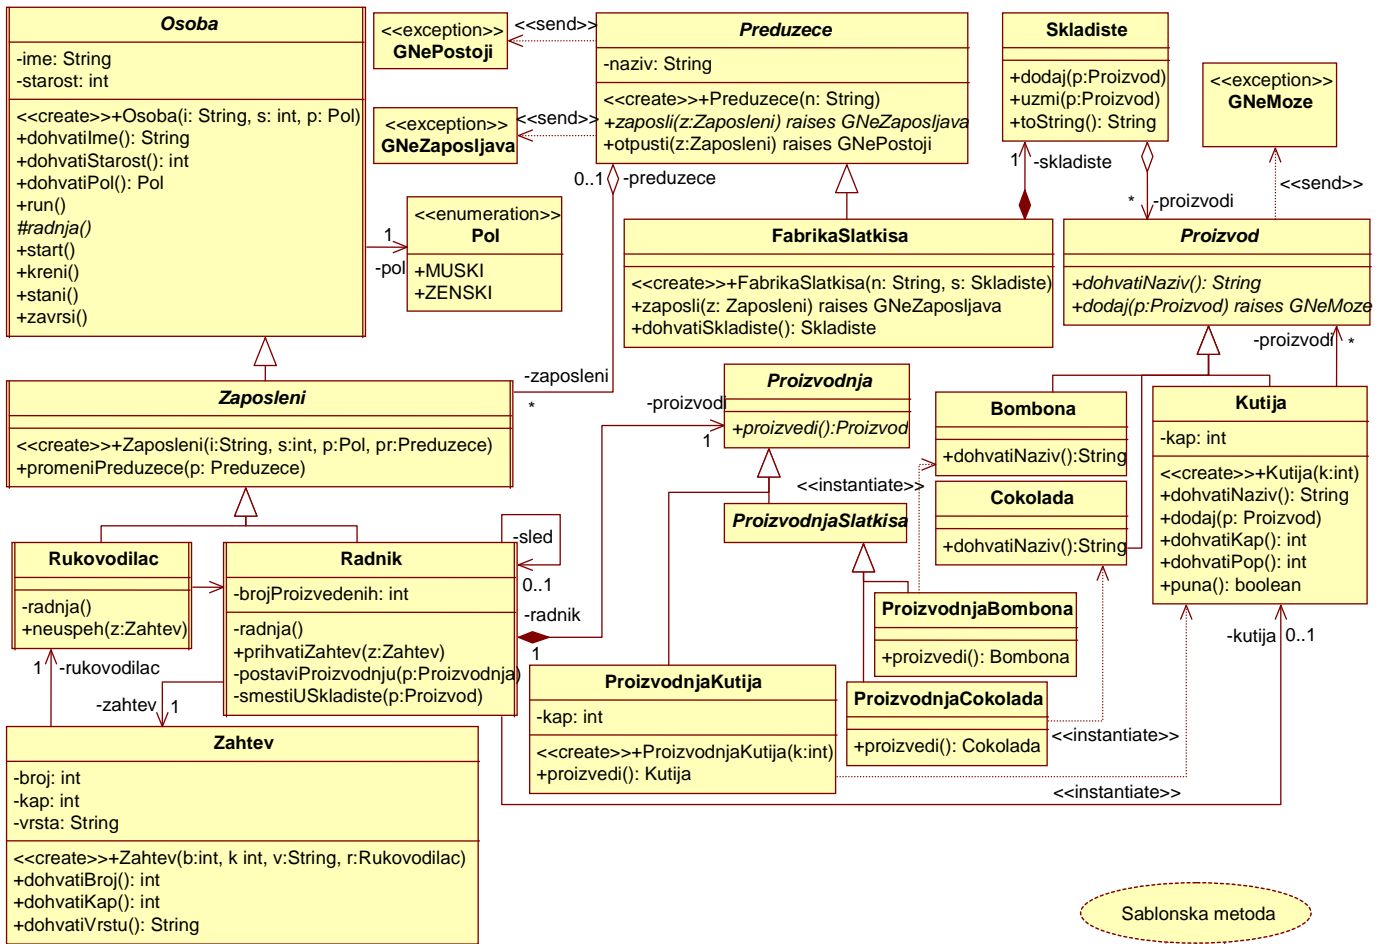 Osoba
-ime: String
-starost: int
<<create>>+Osoba(i: String, s: int, p: Pol)
+dohvatiIme(): String
+dohvatiStarost(): int
+dohvatiPol(): Pol
+run()
#radnja()
+start()
+kreni()
+stani()
+zavrsi()
<<exception>>
GNePostoji
<<send>>
<<exception>>
GNeZaposljava
<<send>>
Preduzece
-naziv: String
<<create>>+Preduzece(n: String)
+zaposli(z:Zaposleni) raises GNeZaposljava
+otpusti(z:Zaposleni) raises GNePostoji
0..1
-preduzece
Skladiste
+dodaj(p:Proizvod)
+uzmi(p:Proizvod)
+toString(): String
1
-skladiste
*
-proizvodi
<<exception>>
GNeMoze
<<send>>
1
-pol
<<enumeration>>
Pol
+MUSKI
+ZENSKI
FabrikaSlatkisa
<<create>>+FabrikaSlatkisa(n: String, s: Skladiste)
+zaposli(z: Zaposleni) raises GNeZaposljava
+dohvatiSkladiste(): Skladiste
Proizvod
+dohvatiNaziv(): String
+dodaj(p:Proizvod) raises GNeMoze
-proizvodi
*
-zaposleni
*
Zaposleni
<<create>>+Zaposleni(i:String, s:int, p:Pol, pr:Preduzece)
+promeniPreduzece(p: Preduzece)
-proizvodi
1
Proizvodnja
+proizvedi():Proizvod
Bombona
+dohvatiNaziv():String
Cokolada
+dohvatiNaziv():String
Kutija
-kap: int
<<create>>+Kutija(k:int)
+dohvatiNaziv(): String
+dodaj(p: Proizvod)
+dohvatiKap(): int
+dohvatiPop(): int
+puna(): boolean
<<instantiate>>
ProizvodnjaSlatkisa
Rukovodilac
-radnja()
+neuspeh(z:Zahtev)
Radnik
-brojProizvedenih: int
-radnja()
+prihvatiZahtev(z:Zahtev)
-postaviProizvodnju(p:Proizvodnja)
-smestiUSkladiste(p:Proizvod)
-sled
0..1
-radnik
1
ProizvodnjaBombona
+proizvedi(): Bombona
-kutija
0..1
1
-rukovodilac
-zahtev
1
ProizvodnjaKutija
-kap: int
<<create>>+ProizvodnjaKutija(k:int)
+proizvedi(): Kutija
ProizvodnjaCokolada
+proizvedi(): Cokolada
<<instantiate>>
<<instantiate>>
Zahtev
-broj: int
-kap: int
-vrsta: String
<<create>>+Zahtev(b:int, k int, v:String, r:Rukovodilac)
+dohvatiBroj(): int
+dohvatiKap(): int
+dohvatiVrstu(): String
Sablonska metoda